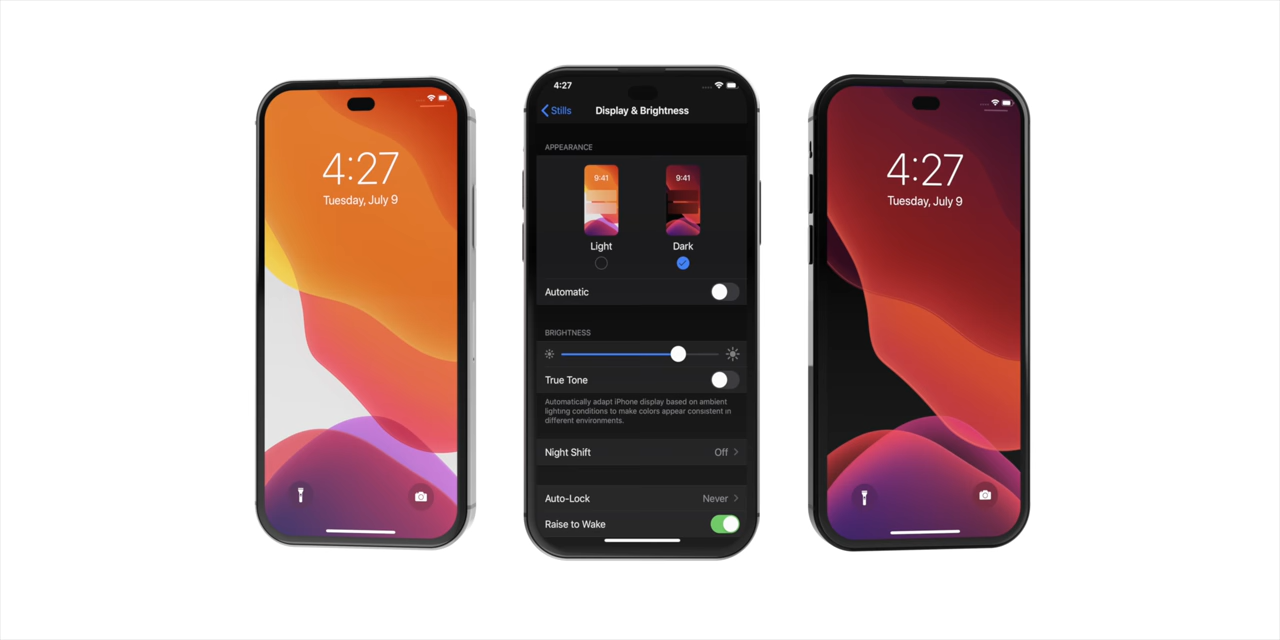 4:27
Tuesday, July 9
4:27
Stills
Display & Brightness
APPEARANCE
9:41
9:41
Light
Dark
Automatic
BRIGHTNESS
True Tone
Automatically adapt iPhone display based on ambient
lighting conditions to make colors appear consistent in
different environments.
Night Shift
Off
Auto-Lock
Never
Raise to Wake
4:27
Tuesday, July 9